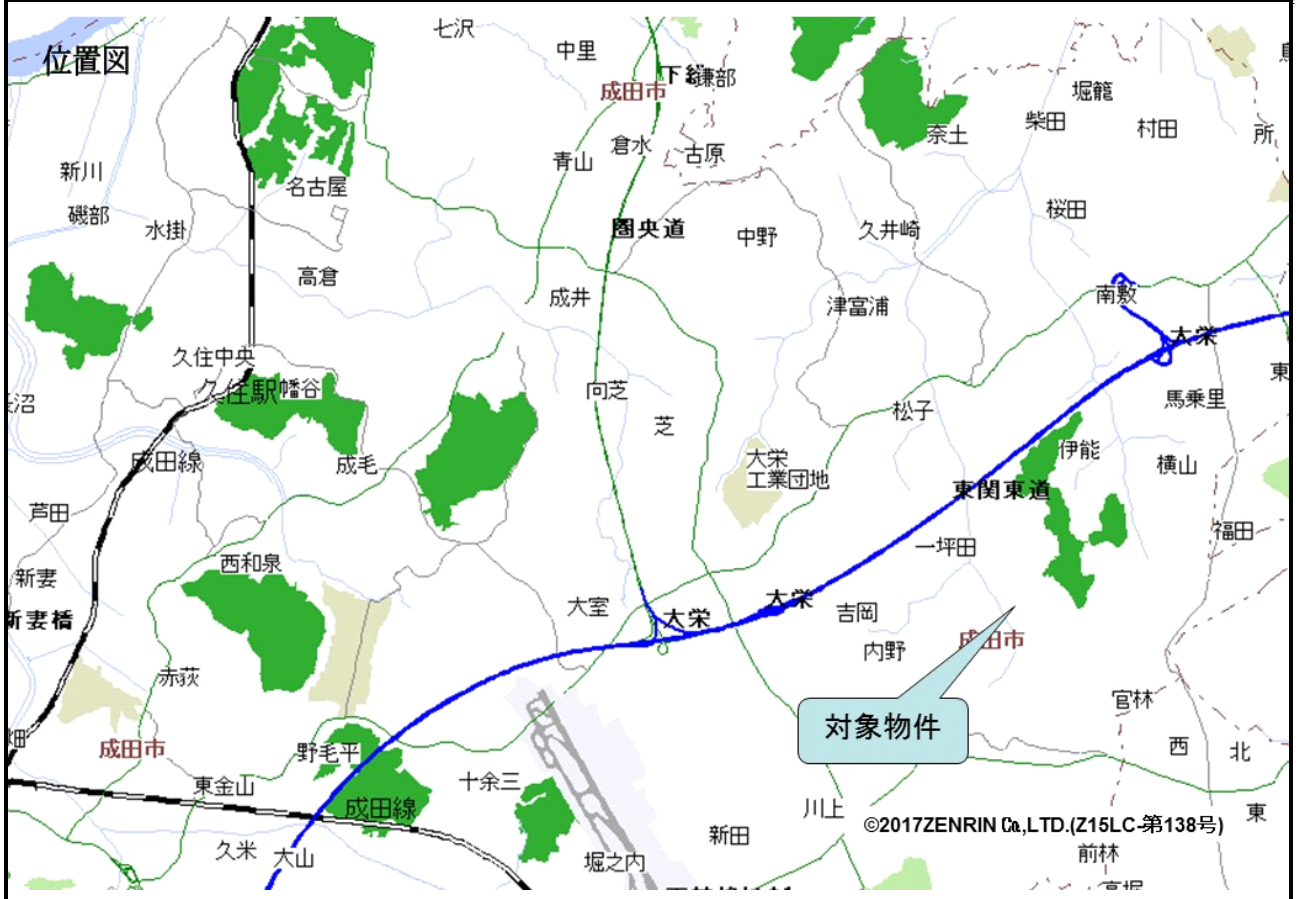 位置図
七沢
中里
下総
鎌部
成田市
堀籠
柴田
村田
所
奈土
倉水
古原
青山
新川
名古屋
磯部
水掛
桜田
圏央道
中野
久井崎
高倉
成井
津富浦
南敷
大栄
久住中央
久住駅
幡谷
向芝
芝
松子
馬乗里
東
成田線
成毛
大栄
工業団地
伊能
横山
東関東道
芦田
福田
一坪田
西和泉
新妻
新妻橋
大室
大栄
大栄
吉岡
成田市
内野
赤荻
官林
対象物件
成田市
野毛平
西
北
東金山
十余三
成田線
川上
東
新田
©2017ZENRIN Co.,LTD.(Z15LC-第138号)
久米
大山
堀之内
前林